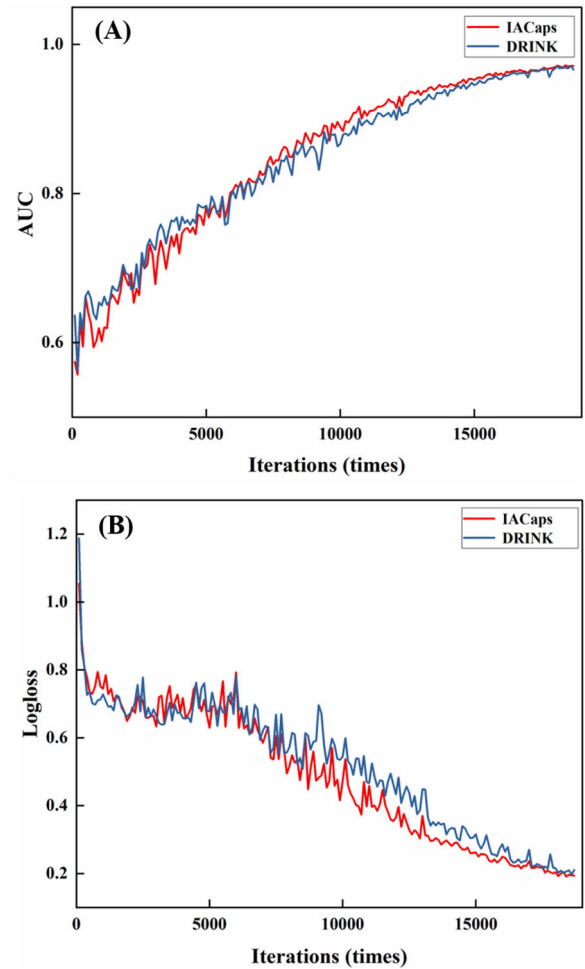 (A)
IACaps
DRINK
1.0
0.8
0.6
AUC
0
5000
10000
15000
Iterations (times)
(B)
IACaps
DRINK
1.2
1.0
0.8
0.6
0.4
0.2
Logloss
0
5000
10000
15000
Iterations (times)